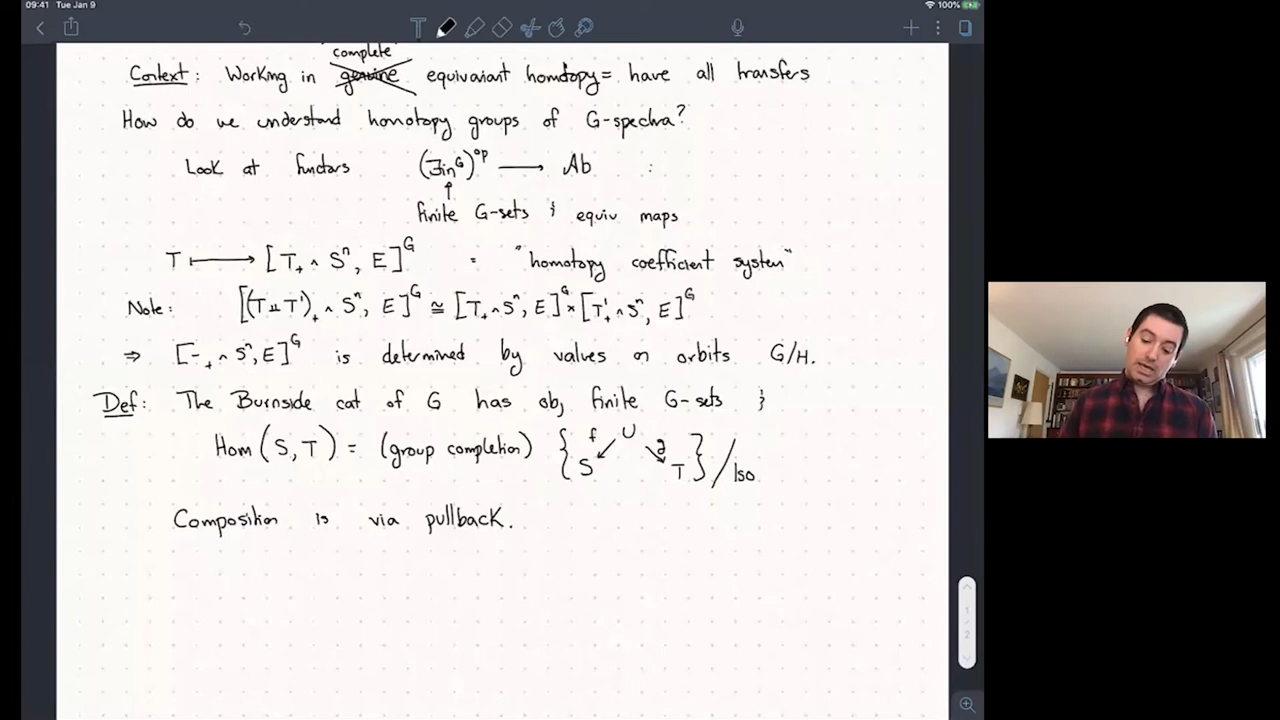 09:41 Tue Jan 9
100%
complete
Context: Working in genuine equivariant homotopy = have all transfers
How do we understand homotopy groups of G-spectra?
Look at functors (Fin^G)^op ⟶ Ab :
↑
finite G-sets & equiv maps
T ⟼ [T_+ ∧ S^n, E]^G = "homotopy coefficient system"
Note: [(T ⊔ T')_+ ∧ S^n, E]^G ≅ [T_+ ∧ S^n, E]^G × [T'_+ ∧ S^n, E]^G
⇒ [-_+ ∧ S^n, E]^G is determined by values on orbits G/H.
Def: The Burnside cat of G has obj finite G-sets &
Hom(S,T) = (group completion) { S ↙f U g↘ T } / Iso
Composition is via pullback.
1
2